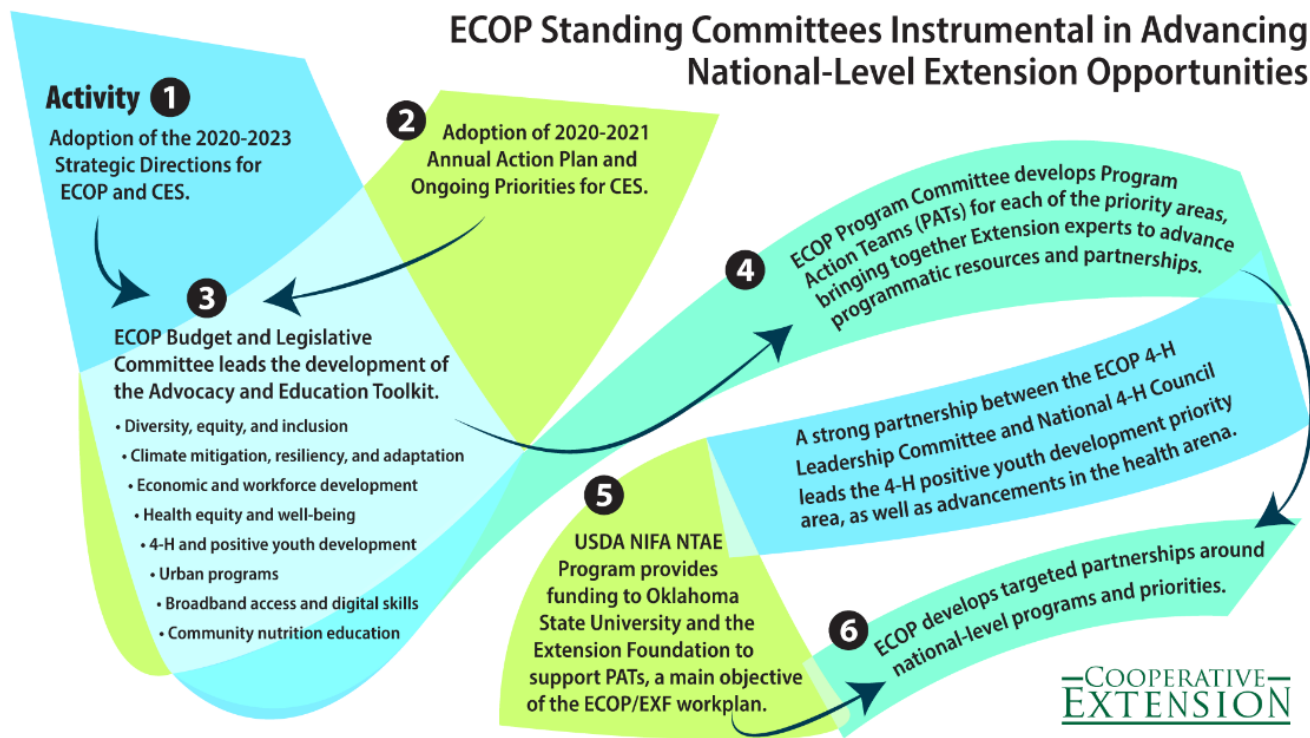 ECOP Standing Committees Instrumental in Advancing
National-Level Extension Opportunities
Activity 1
Adoption of the 2020-2023
Strategic Directions for
ECOP and CES.
2
Adoption of 2020-2021
Annual Action Plan and
Ongoing Priorities for CES.
3
ECOP Budget and Legislative
Committee leads the development of
the Advocacy and Education Toolkit.
• Diversity, equity, and inclusion
• Climate mitigation, resiliency, and adaptation
• Economic and workforce development
• Health equity and well-being
• 4-H and positive youth development
• Urban programs
• Broadband access and digital skills
• Community nutrition education
4
ECOP Program Committee develops Program
Action Teams (PATs) for each of the priority areas,
bringing together Extension experts to advance
programmatic resources and partnerships.
A strong partnership between the ECOP 4-H
Leadership Committee and National 4-H Council
leads the 4-H positive youth development priority
area, as well as advancements in the health arena.
5
USDA NIFA NTAE
Program provides
funding to Oklahoma
State University and the
Extension Foundation to
support PATs, a main objective
of the ECOP/EXF workplan.
6
ECOP develops targeted partnerships around
national-level programs and priorities.
COOPERATIVE
EXTENSION